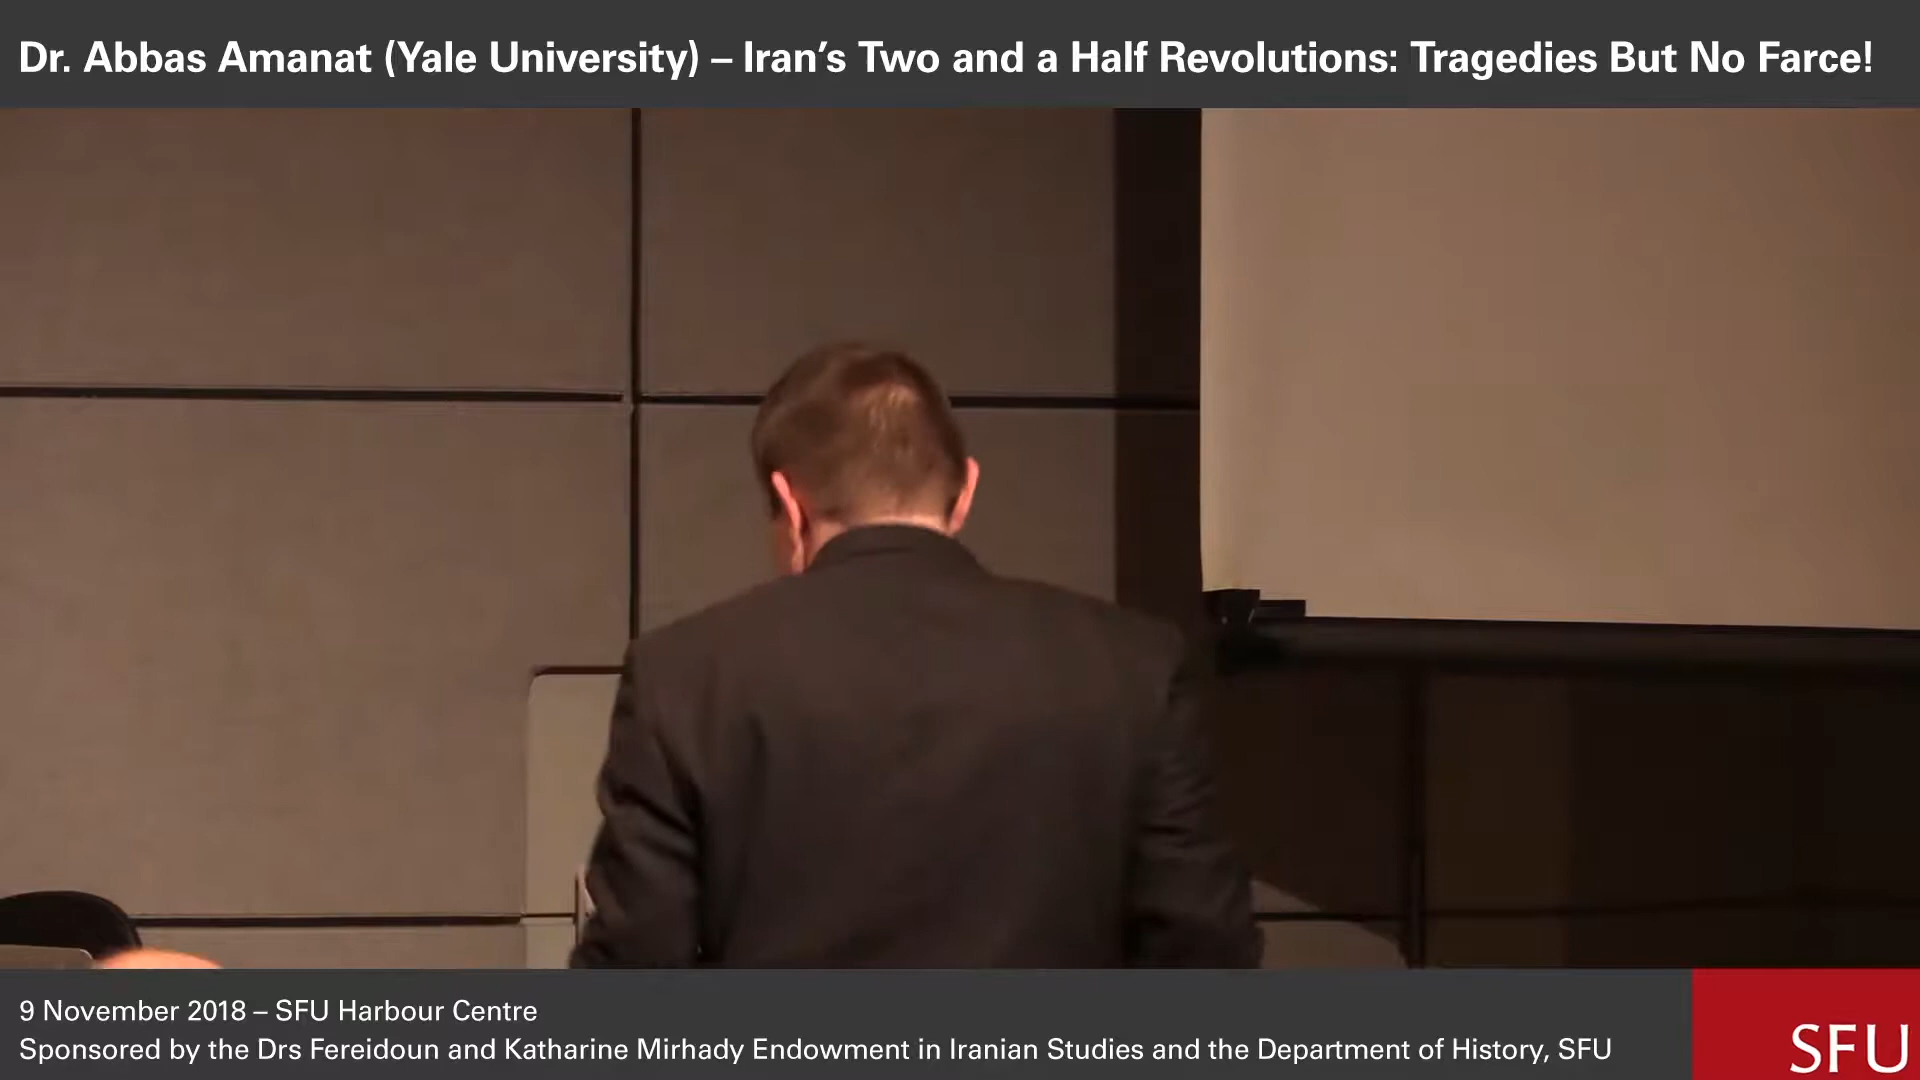 Dr. Abbas Amanat (Yale University) – Iran’s Two and a Half Revolutions: Tragedies But No Farce!
9 November 2018 – SFU Harbour Centre
Sponsored by the Drs Fereidoun and Katharine Mirhady Endowment in Iranian Studies and the Department of History, SFU
SFU